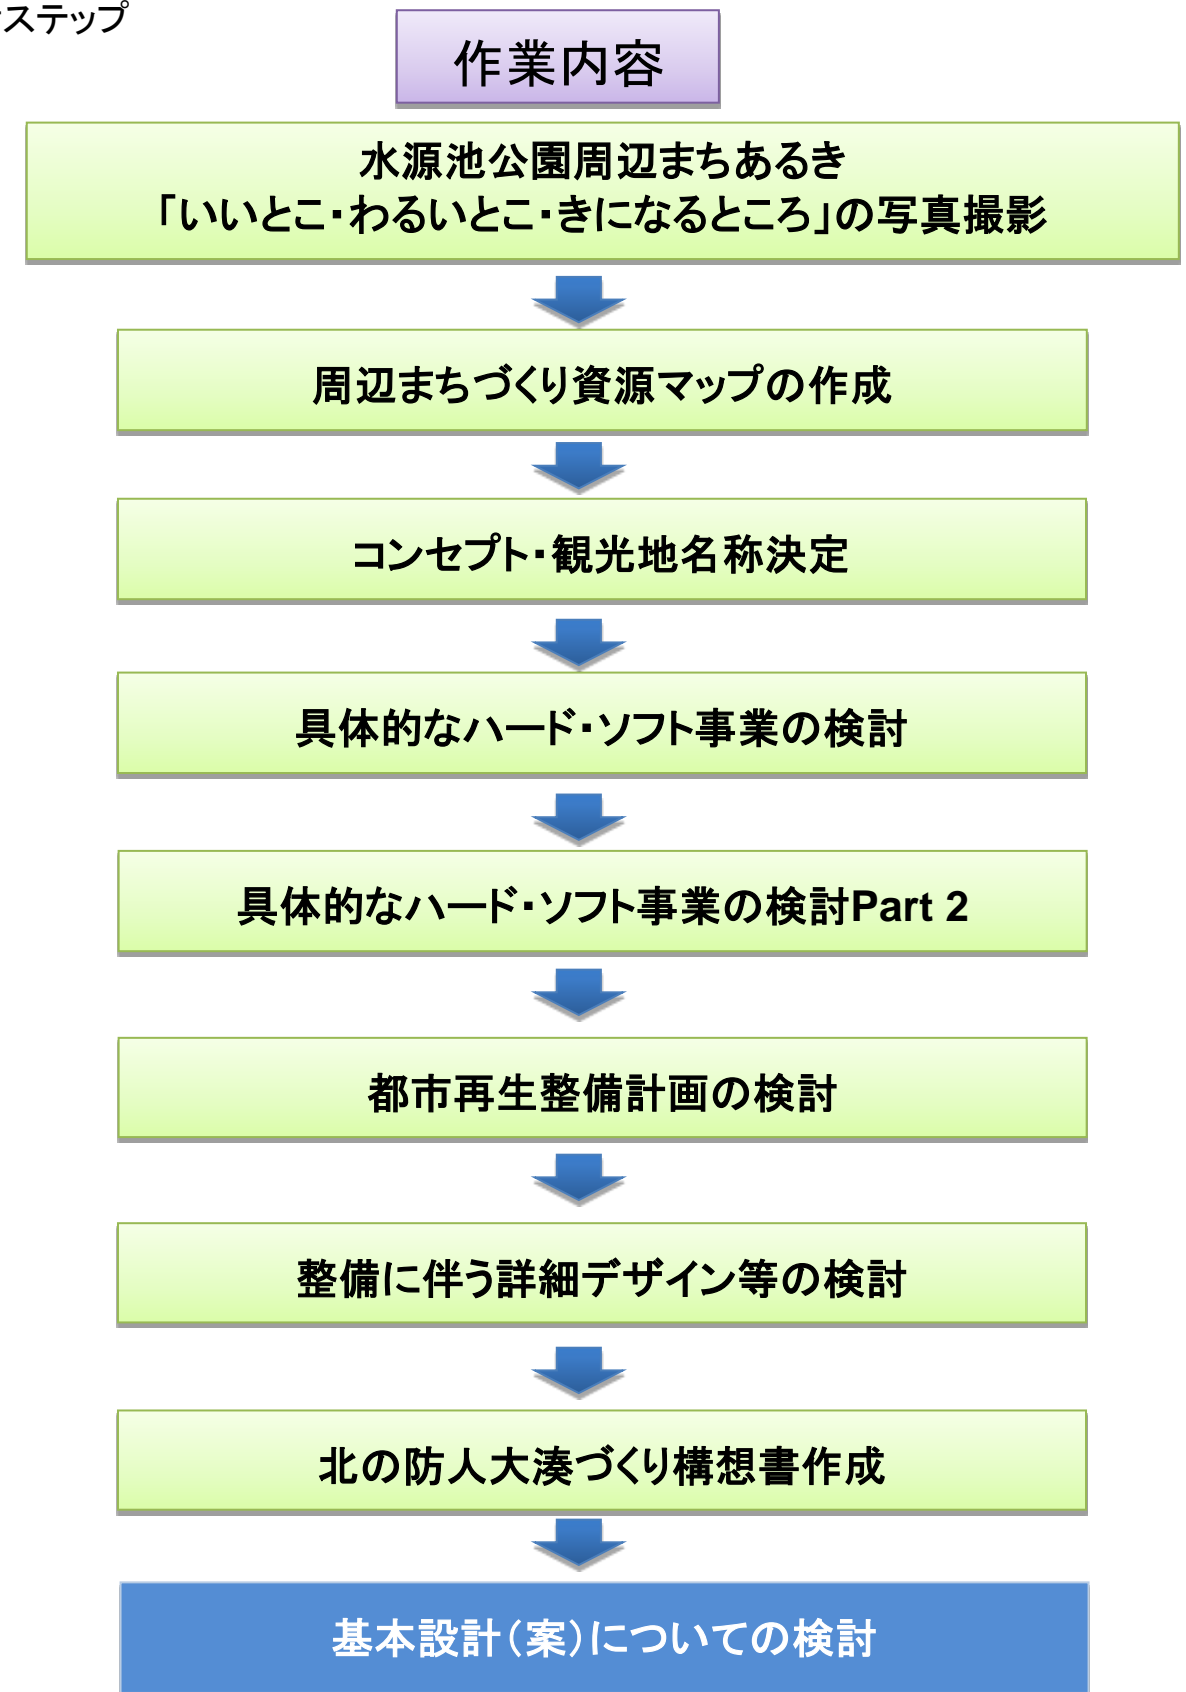 ステップ
作業内容
水源池公園周辺まちあるき
「いいとこ・わるいとこ・きになるところ」の写真撮影
周辺まちづくり資源マップの作成
コンセプト・観光地名称決定
具体的なハード・ソフト事業の検討
具体的なハード・ソフト事業の検討Part 2
都市再生整備計画の検討
整備に伴う詳細デザイン等の検討
北の防人大湊づくり構想書作成
基本設計（案）についての検討